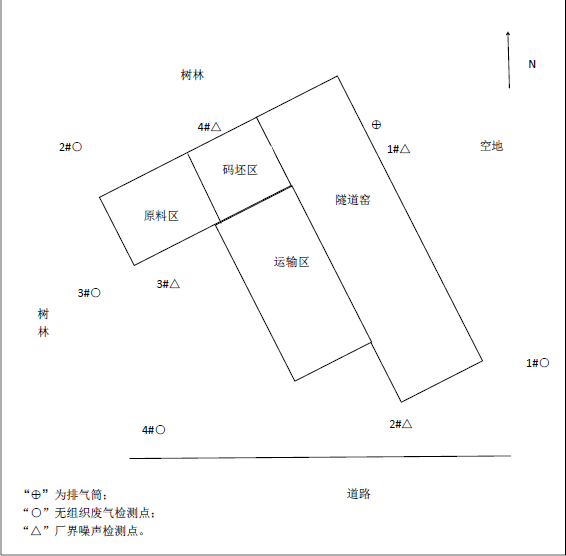 N
树林
4#△
2#○
⊕
1#△
空地
码坯区
隧道窑
原料区
运输区
3#△
3#○
树
林
1#○
2#△
4#○
道路
“⊕”为排气筒；
“○”无组织废气检测点；
“△”厂界噪声检测点。